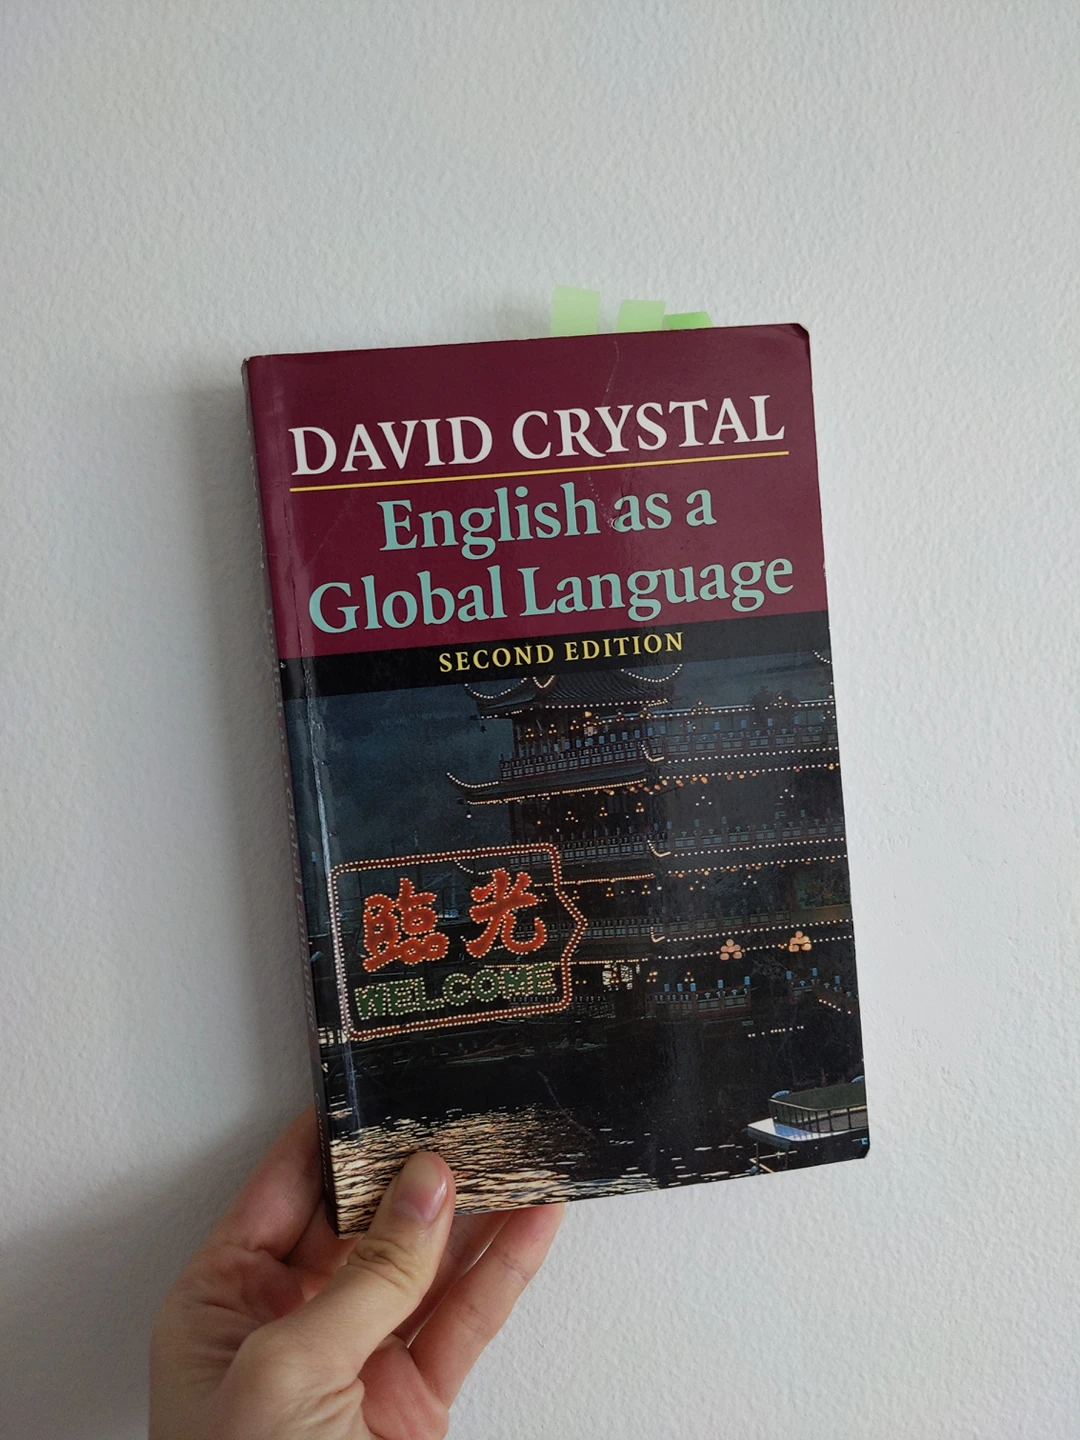 DAVID CRYSTAL
English as a
Global Language
SECOND EDITION
臨光
WELCOME